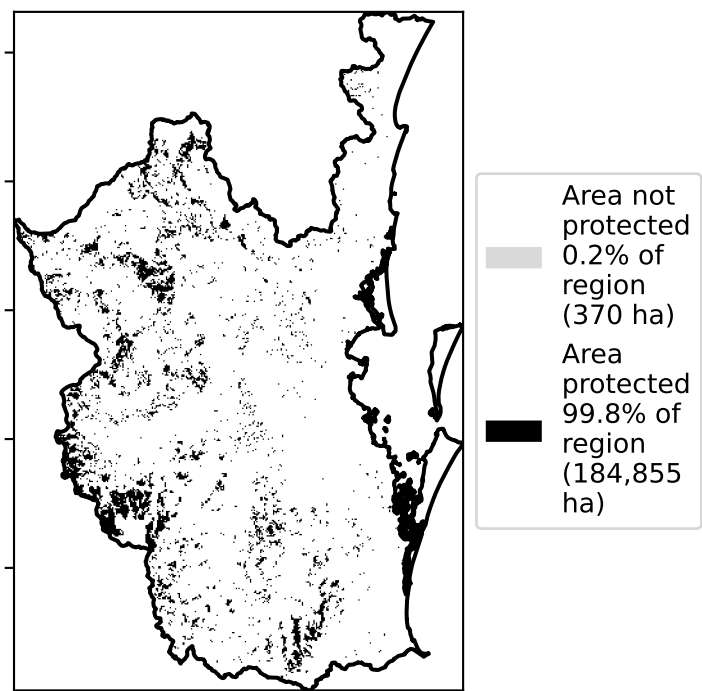 Area not
protected
0.2% of
region
(370 ha)
Area
protected
99.8% of
region
(184,855
ha)